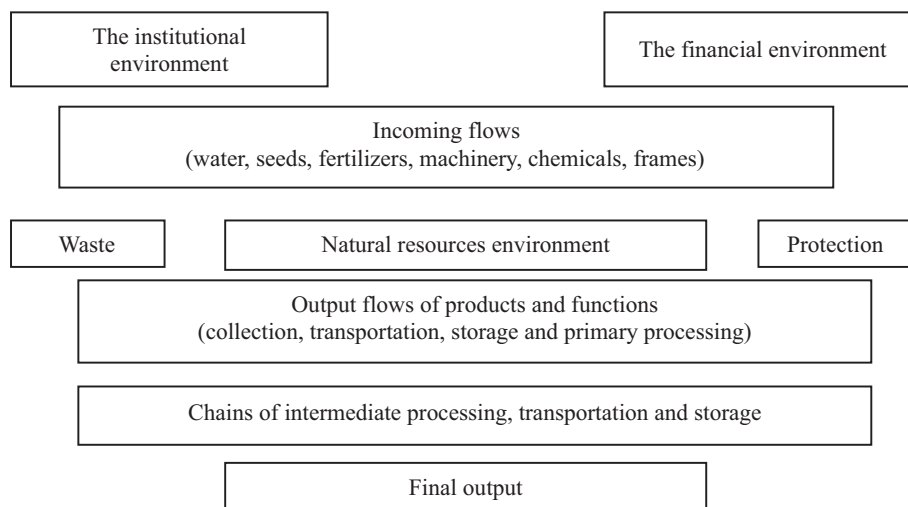 The institutional
environment
The financial environment
Incoming flows
(water, seeds, fertilizers, machinery, chemicals, frames)
Waste
Natural resources environment
Protection
Output flows of products and functions
(collection, transportation, storage and primary processing)
Chains of intermediate processing, transportation and storage
Final output